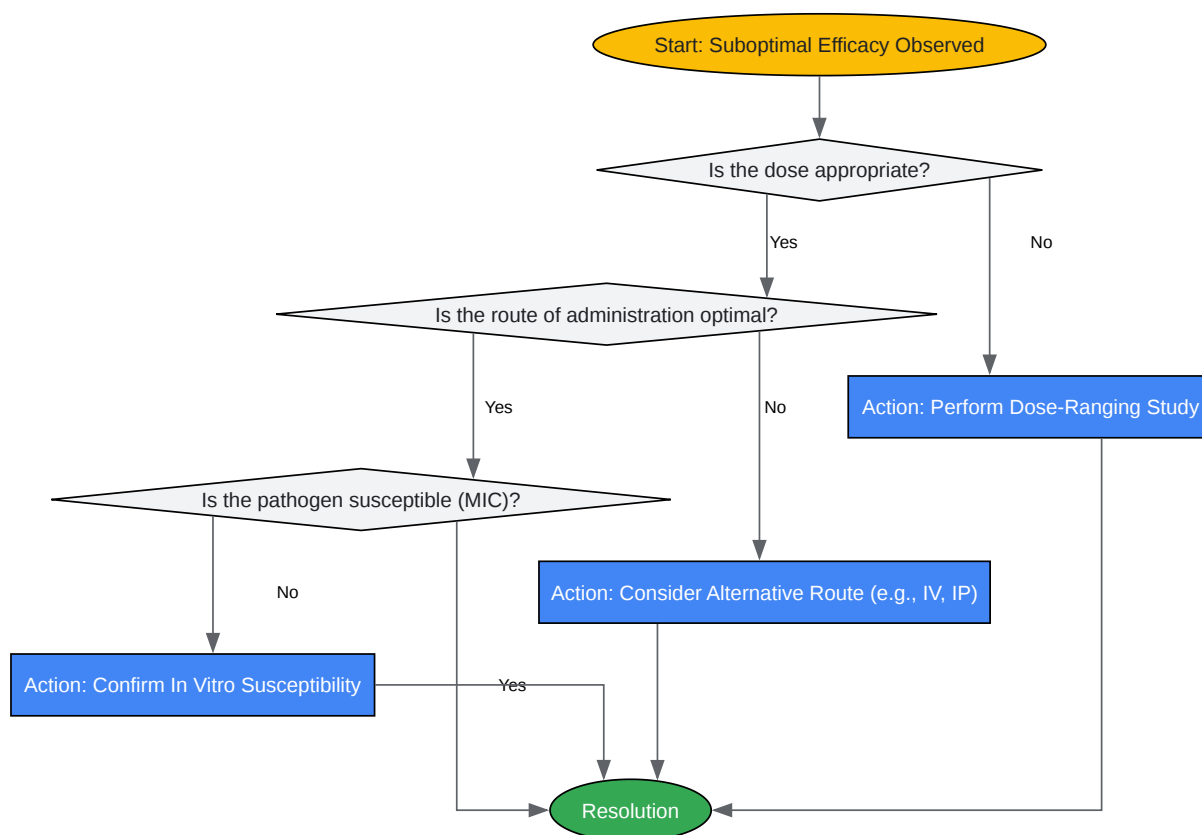 Start: Suboptimal Efficacy Observed
Is the dose appropriate?
Yes
No
Is the route of administration optimal?
Yes
No
Action: Perform Dose-Ranging Study
Is the pathogen susceptible (MIC)?
No
Action: Consider Alternative Route (e.g., IV, IP)
Action: Confirm In Vitro Susceptibility
Yes
Resolution